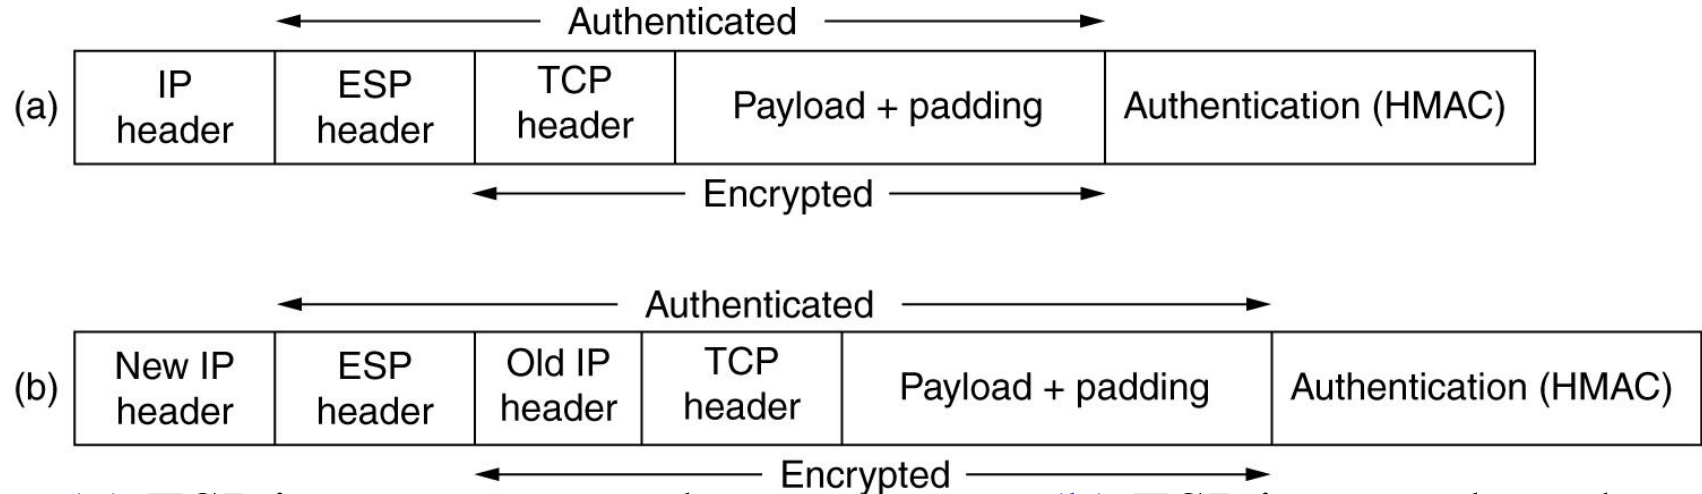 Authenticated
(a) IP header ESP header TCP header Payload + padding Authentication (HMAC)
Encrypted
Authenticated
(b) New IP header ESP header Old IP header TCP header Payload + padding Authentication (HMAC)
Encrypted